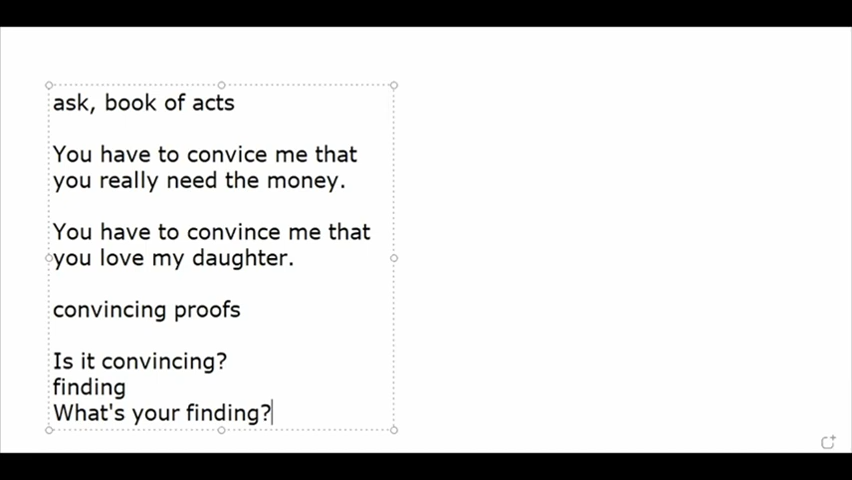 ask, book of acts
You have to convice me that
you really need the money.
You have to convince me that
you love my daughter.
convincing proofs
Is it convincing?
finding
What's your finding?